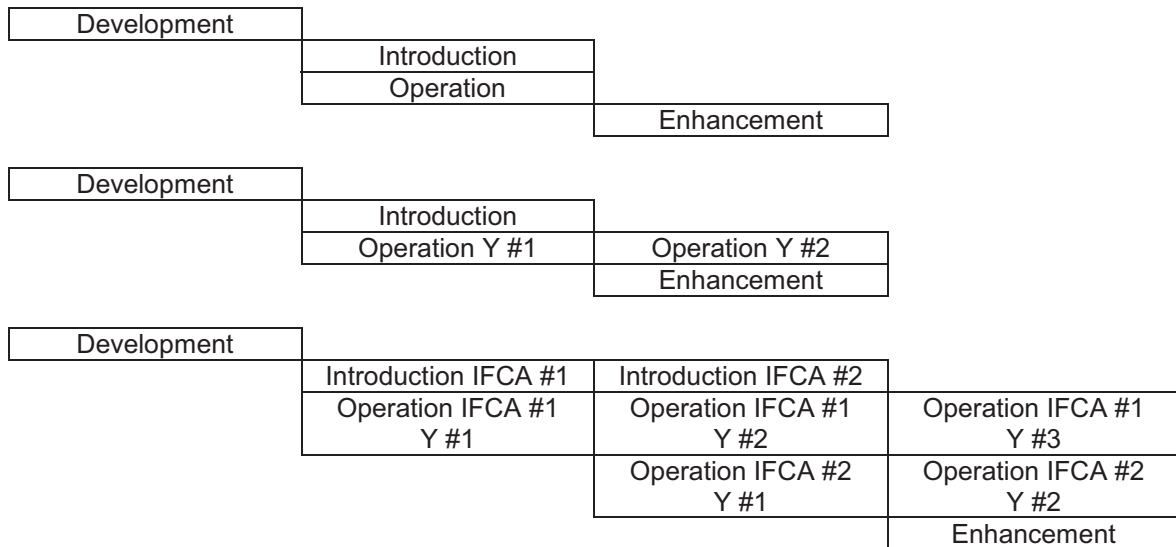 Development
Introduction
Operation
Enhancement
Development
Introduction
Operation Y #1 Operation Y #2
Enhancement
Development
Introduction IFCA #1 Introduction IFCA #2
Operation IFCA #1 Operation IFCA #1 Operation IFCA #1
Y #1 Y #2 Y #3
Operation IFCA #2 Operation IFCA #2
Y #1 Y #2
Enhancement